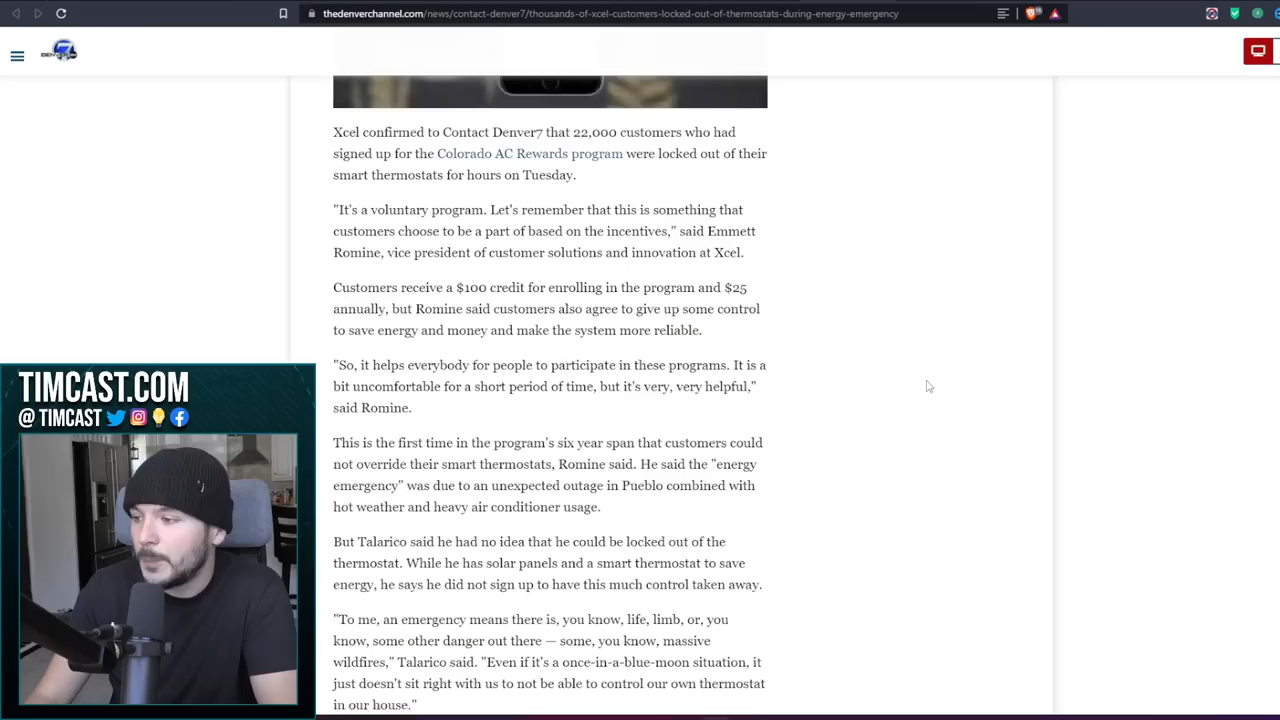 thedenverchannel.com/news/contact-denver7/thousands-of-xcel-customers-locked-out-of-thermostats-during-energy-emergency
Xcel confirmed to Contact Denver7 that 22,000 customers who had
signed up for the Colorado AC Rewards program were locked out of their
smart thermostats for hours on Tuesday.
"It's a voluntary program. Let's remember that this is something that
customers choose to be a part of based on the incentives," said Emmett
Romine, vice president of customer solutions and innovation at Xcel.
Customers receive a $100 credit for enrolling in the program and $25
annually, but Romine said customers also agree to give up some control
to save energy and money and make the system more reliable.
"So, it helps everybody for people to participate in these programs. It is a
bit uncomfortable for a short period of time, but it's very, very helpful,"
said Romine.
This is the first time in the program's six year span that customers could
not override their smart thermostats, Romine said. He said the "energy
emergency" was due to an unexpected outage in Pueblo combined with
hot weather and heavy air conditioner usage.
But Talarico said he had no idea that he could be locked out of the
thermostat. While he has solar panels and a smart thermostat to save
energy, he says he did not sign up to have this much control taken away.
"To me, an emergency means there is, you know, life, limb, or, you
know, some other danger out there — some, you know, massive
wildfires," Talarico said. "Even if it's a once-in-a-blue-moon situation, it
just doesn't sit right with us to not be able to control our own thermostat
in our house."
TIMCAST.COM
@ TIMCAST